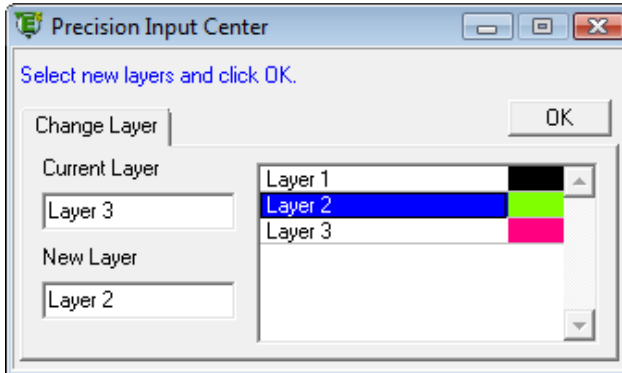 Precision Input Center
Select new layers and click OK.
OK
Change Layer
Current Layer
Layer 3
New Layer
Layer 2
Layer 1
Layer 2
Layer 3